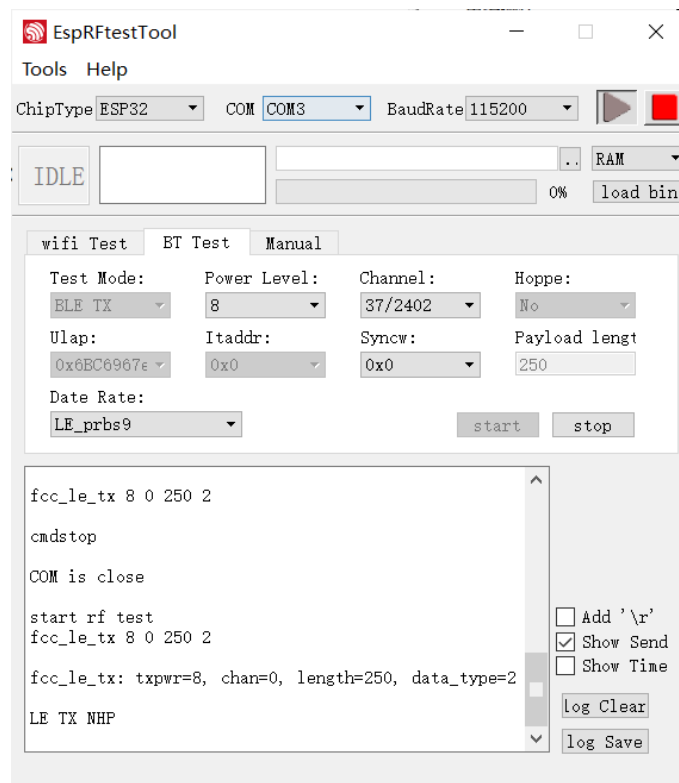 EspRFtestTool
Tools Help
ChipType ESP32 COM COM3 BaudRate 115200
IDLE .. RAM
0% load bin
wifi Test BT Test Manual
Test Mode: Power Level: Channel: Hoppe:
BLE TX 8 37/2402 No
Ulap: Itaddr: Syncw: Payload lengt
0x6BC6967e 0x0 0x0 250
Date Rate:
LE_prbs9 start stop
fcc_le_tx 8 0 250 2
cmdstop
COM is close
start rf test
fcc_le_tx 8 0 250 2
fcc_le_tx: txpwr=8, chan=0, length=250, data_type=2
LE TX NHP
Add '\r'
Show Send
Show Time
log Clear
log Save